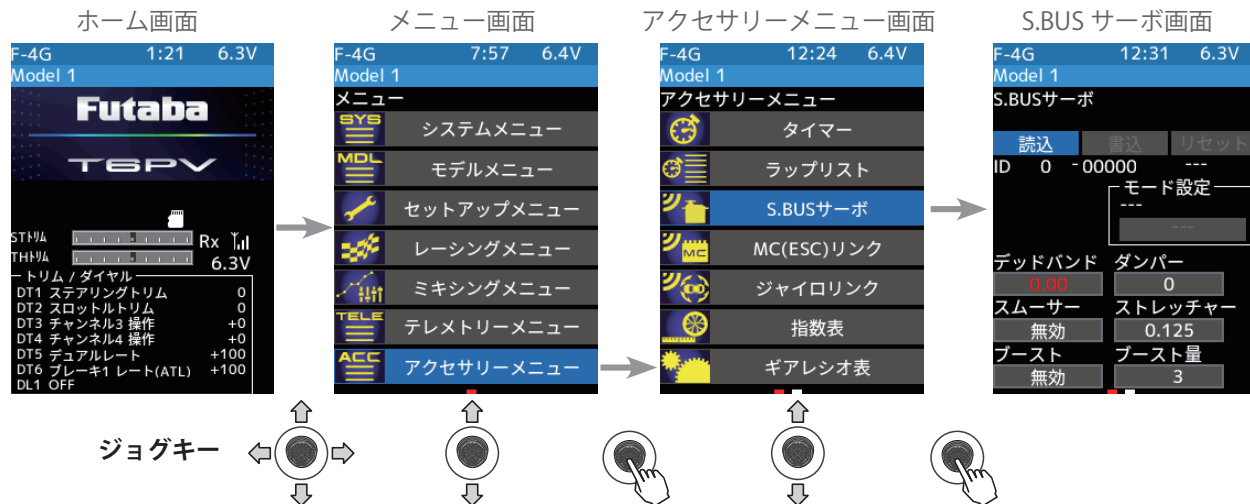 ホーム画面
メニュー画面
アクセサリーメニュー画面
S.BUS サーボ画面
F-4G 1:21 6.3V
Model 1
Futaba
T6PV
STﾄﾘﾑ
THﾄﾘﾑ
Rx
6.3V
トリム / ダイヤル
DT1 ステアリングトリム 0
DT2 スロットルトリム 0
DT3 チャンネル3 操作 +0
DT4 チャンネル4 操作 +0
DT5 デュアルレート +100
DT6 ブレーキ1 レート(ATL) +100
DL1 OFF
F-4G 7:57 6.4V
Model 1
メニュー
SYS システムメニュー
MDL モデルメニュー
セットアップメニュー
レーシングメニュー
ミキシングメニュー
TELE テレメトリーメニュー
ACC アクセサリーメニュー
F-4G 12:24 6.4V
Model 1
アクセサリーメニュー
タイマー
ラップリスト
S.BUSサーボ
MC MC(ESC)リンク
ジャイロリンク
指数表
ギアレシオ表
F-4G 12:31 6.3V
Model 1
S.BUSサーボ
読込 書込 リセット
ID 0 -00000 ---
モード設定
---
---
デッドバンド ダンパー
0.00 0
スムーサー ストレッチャー
無効 0.125
ブースト ブースト量
無効 3
ジョグキー